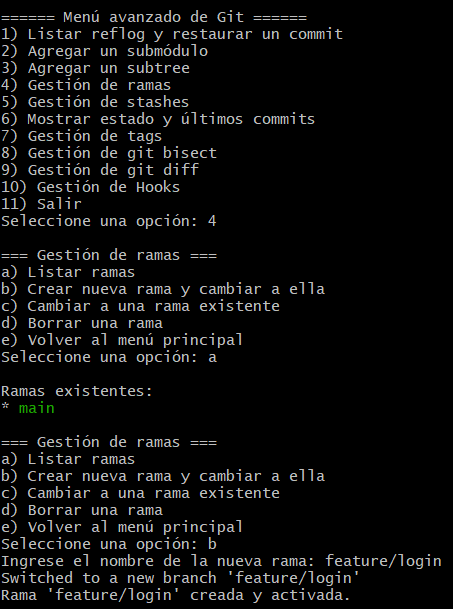 ====== Menú avanzado de Git ======
1) Listar reflog y restaurar un commit
2) Agregar un submódulo
3) Agregar un subtree
4) Gestión de ramas
5) Gestión de stashes
6) Mostrar estado y últimos commits
7) Gestión de tags
8) Gestión de git bisect
9) Gestión de git diff
10) Gestión de Hooks
11) Salir
Seleccione una opción: 4

=== Gestión de ramas ===
a) Listar ramas
b) Crear nueva rama y cambiar a ella
c) Cambiar a una rama existente
d) Borrar una rama
e) Volver al menú principal
Seleccione una opción: a

Ramas existentes:
* main

=== Gestión de ramas ===
a) Listar ramas
b) Crear nueva rama y cambiar a ella
c) Cambiar a una rama existente
d) Borrar una rama
e) Volver al menú principal
Seleccione una opción: b
Ingrese el nombre de la nueva rama: feature/login
Switched to a new branch 'feature/login'
Rama 'feature/login' creada y activada.